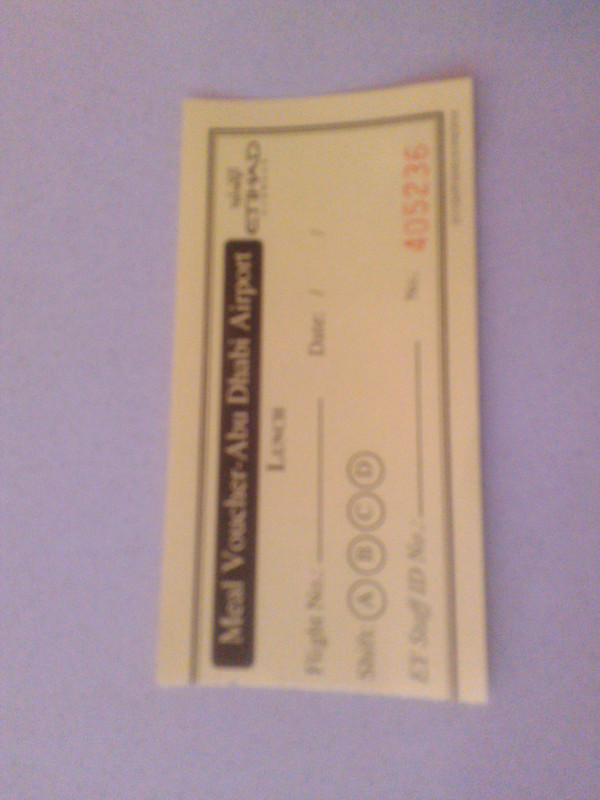 Meal Voucher-Abu Dhabi Airport
ETIHAD
LUNCH
Flight No.: Date: / /
Shift: A B C D
EY Staff ID No.: No.: 405236